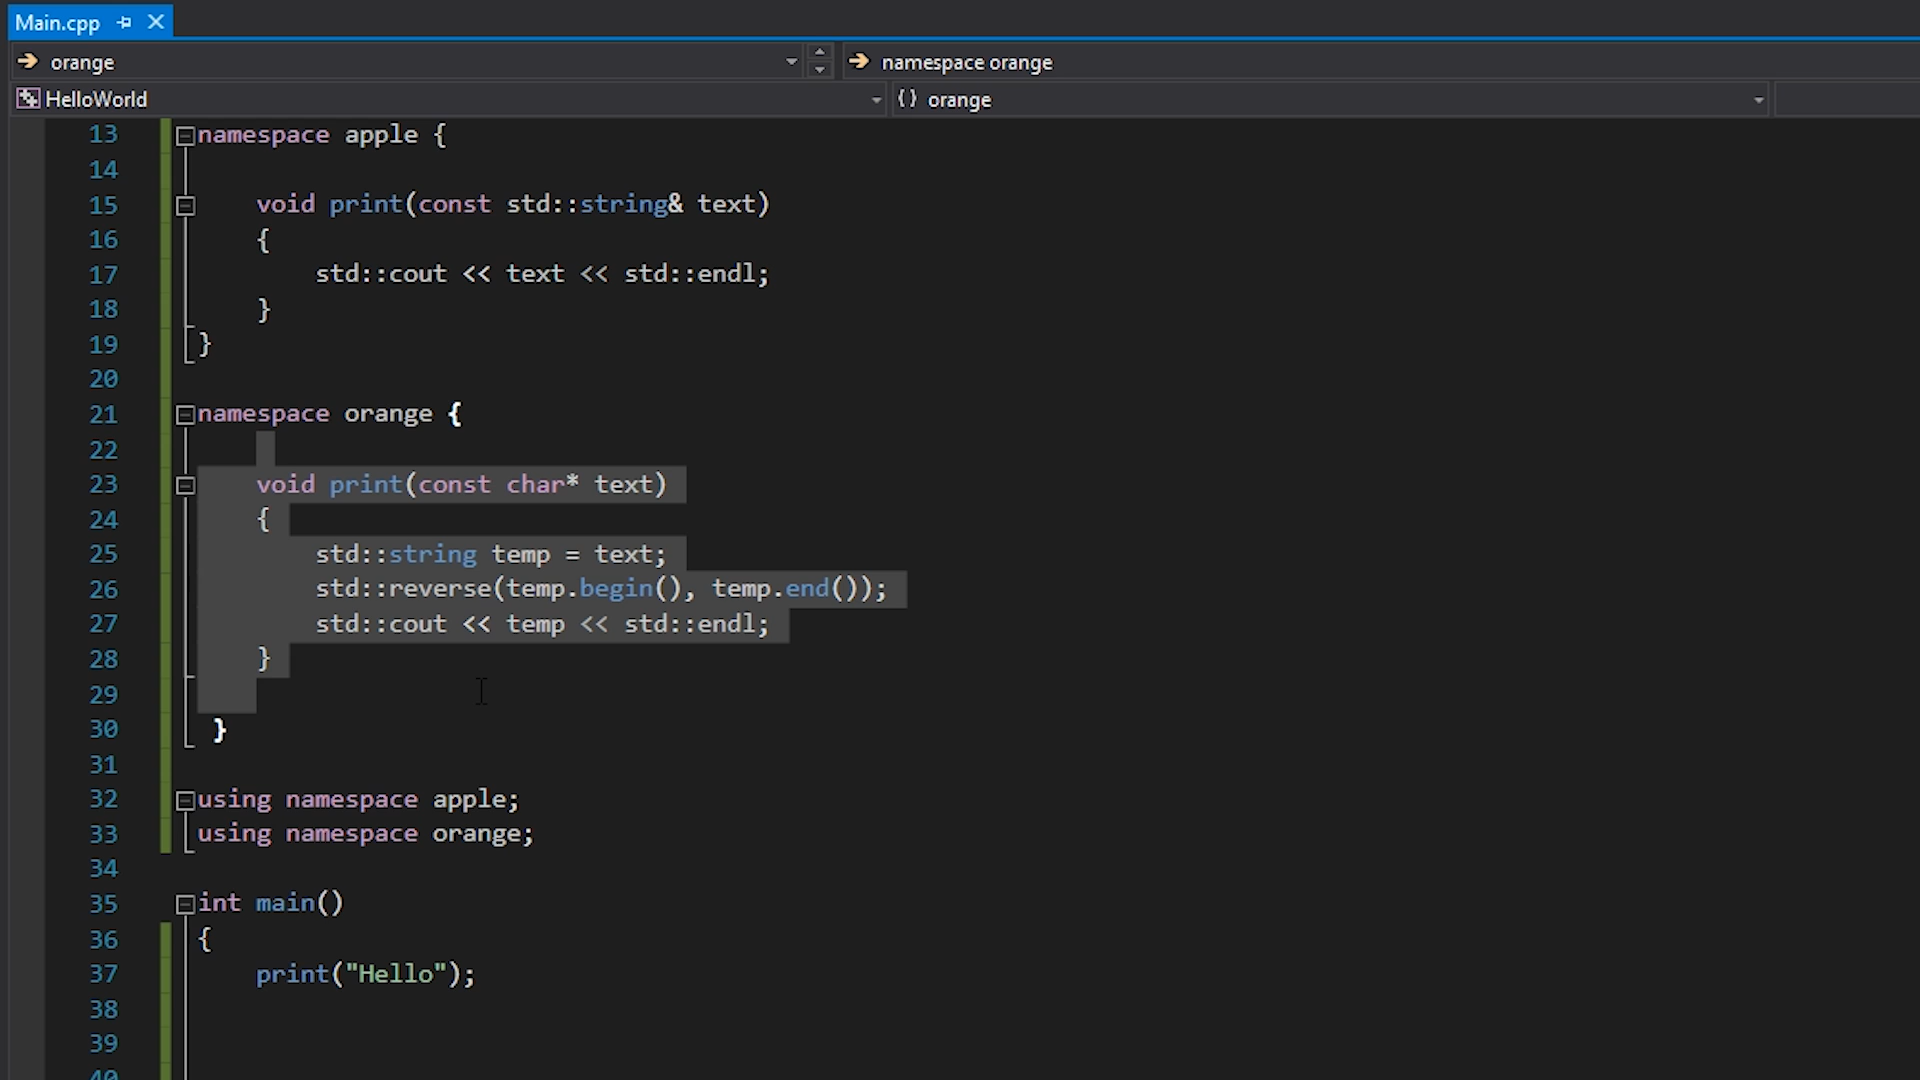 Main.cpp
orange
namespace orange
HelloWorld
{} orange
13 namespace apple {
14
15 void print(const std::string& text)
16 {
17 std::cout << text << std::endl;
18 }
19 }
20
21 namespace orange {
22
23 void print(const char* text)
24 {
25 std::string temp = text;
26 std::reverse(temp.begin(), temp.end());
27 std::cout << temp << std::endl;
28 }
29
30 }
31
32 using namespace apple;
33 using namespace orange;
34
35 int main()
36 {
37 print("Hello");
38
39
40